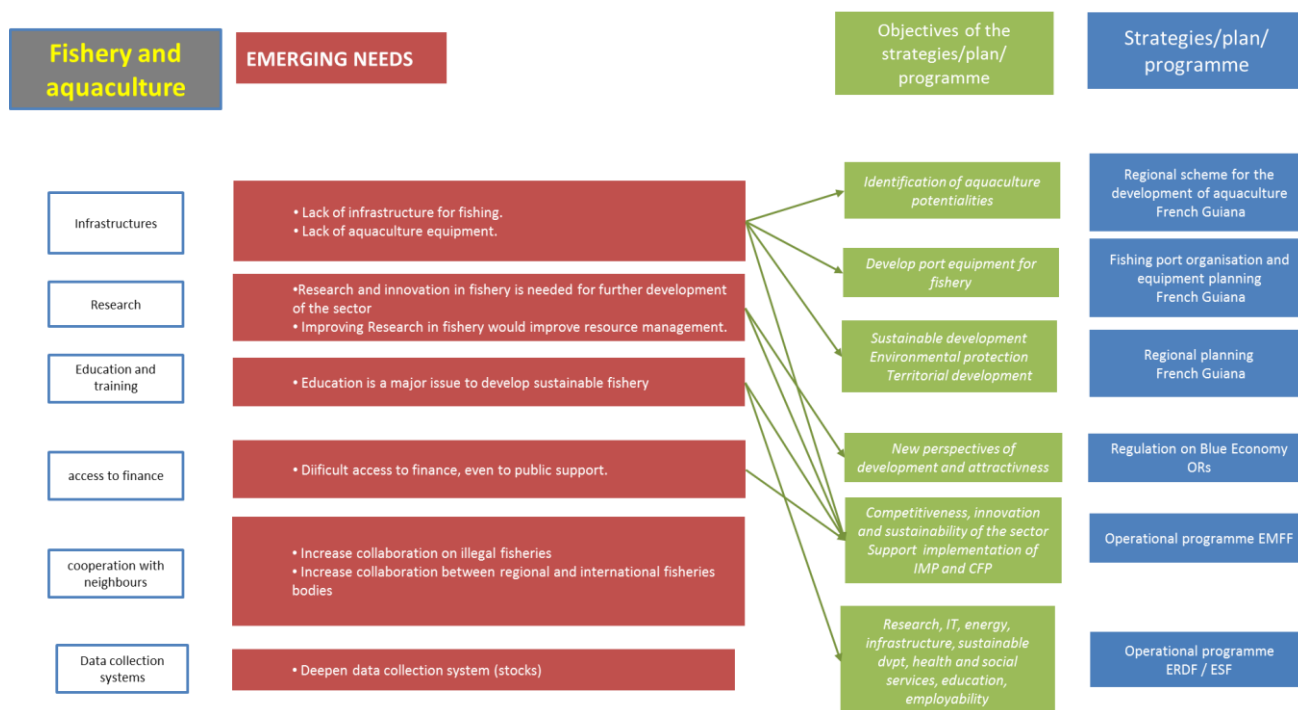 Fishery and
aquaculture
EMERGING NEEDS
Objectives of the
strategies/plan/
programme
Strategies/plan/
programme
Infrastructures
• Lack of infrastructure for fishing.
• Lack of aquaculture equipment.
Identification of aquaculture
potentialities
Regional scheme for the
development of aquaculture
French Guiana
Develop port equipment for
fishery
Fishing port organisation and
equipment planning
French Guiana
Research
•Research and innovation in fishery is needed for further development
of the sector
• Improving Research in fishery would improve resource management.
Sustainable development
Environmental protection
Territorial development
Regional planning
French Guiana
Education and
training
• Education is a major issue to develop sustainable fishery
New perspectives of
development and attractivness
Regulation on Blue Economy
ORs
access to finance
• Diificult access to finance, even to public support.
Competitiveness, innovation
and sustainability of the sector
Support implementation of
IMP and CFP
Operational programme EMFF
cooperation with
neighbours
• Increase collaboration on illegal fisheries
• Increase collaboration between regional and international fisheries
bodies
Research, IT, energy,
infrastructure, sustainable
dvpt, health and social
services, education,
employability
Operational programme
ERDF / ESF
Data collection
systems
• Deepen data collection system (stocks)